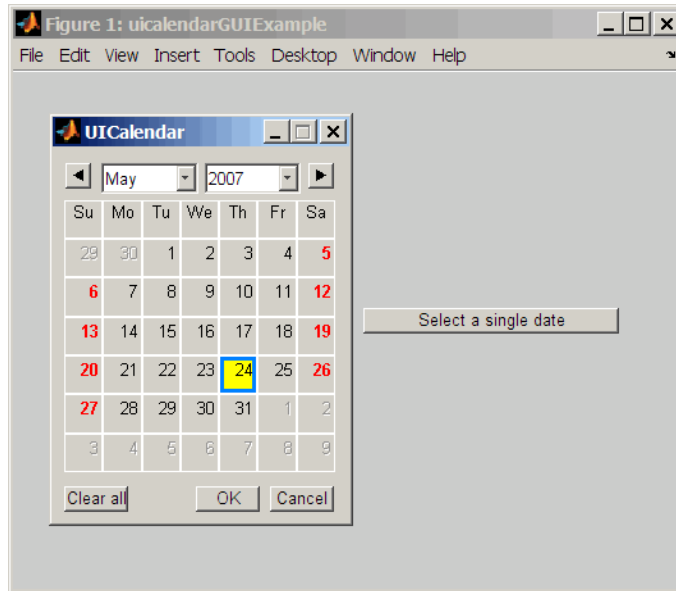 Figure 1: uicalendarGUIExample
File Edit View Insert Tools Desktop Window Help
UICalendar
May 2007
Su Mo Tu We Th Fr Sa
29 30 1 2 3 4 5
6 7 8 9 10 11 12
13 14 15 16 17 18 19
Select a single date
20 21 22 23 24 25 26
27 28 29 30 31 1 2
3 4 5 6 7 8 9
Clear all OK Cancel